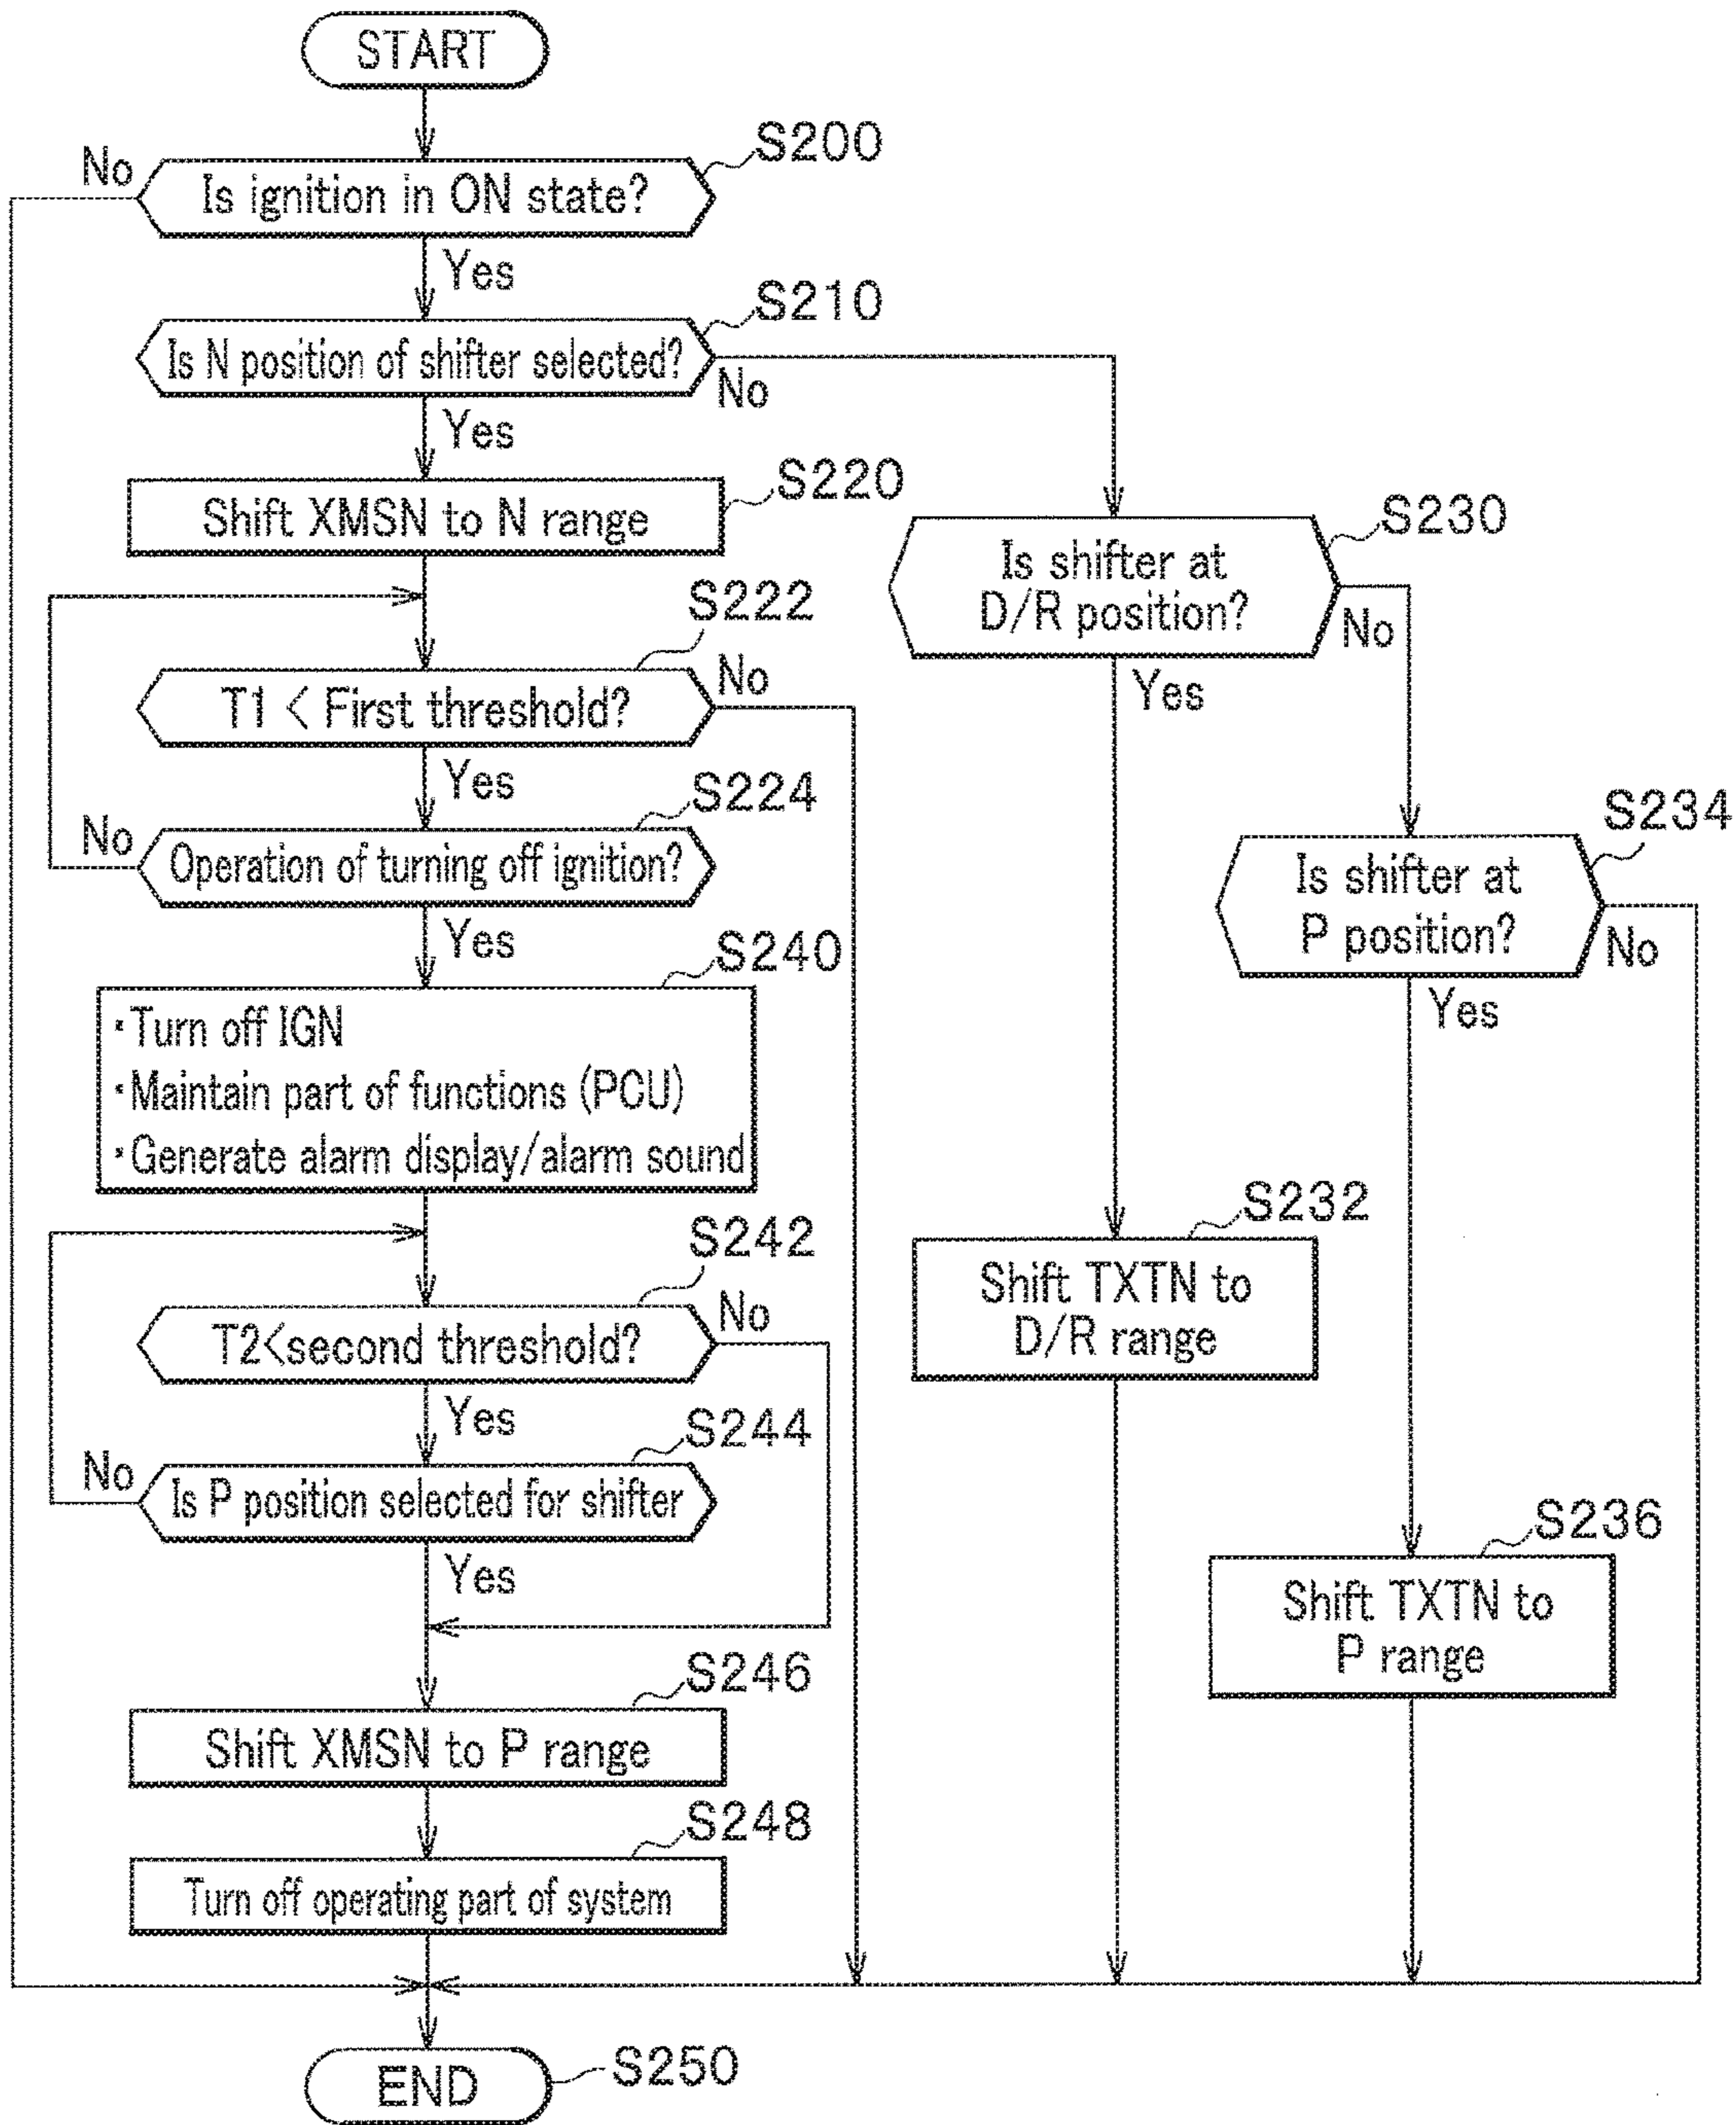 START
S200
No
Is ignition in ON state?
Yes
S210
Is N position of shifter selected?
No
Yes
S220
Shift XMSN to N range
S230
Is shifter at
D/R position?
No
Yes
S222
T1 < First threshold?
No
Yes
S224
No
Operation of turning off ignition?
Yes
S234
Is shifter at
P position?
No
Yes
S240
・Turn off IGN
・Maintain part of functions (PCU)
・Generate alarm display/alarm sound
S232
Shift TXTN to
D/R range
S242
T2<second threshold?
No
Yes
S244
No
Is P position selected for shifter
Yes
S236
Shift TXTN to
P range
S246
Shift XMSN to P range
S248
Turn off operating part of system
END
S250